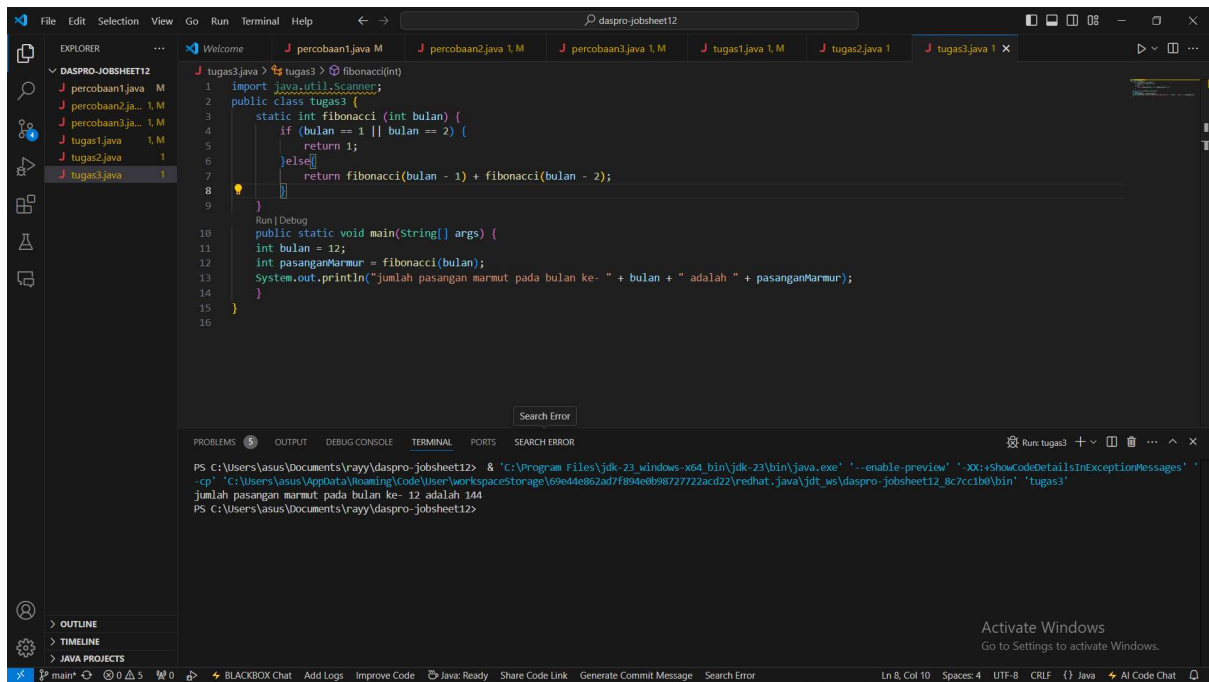 File Edit Selection View Go Run Terminal Help
daspro-jobsheet12
EXPLORER
Welcome
percobaan1.java M
percobaan2.java 1, M
percobaan3.java 1, M
tugas1.java 1, M
tugas2.java 1
tugas3.java 1
DASPRO-JOBSHEET12
percobaan1.java M
percobaan2.ja... 1, M
percobaan3.ja... 1, M
tugas1.java 1, M
tugas2.java 1
tugas3.java 1
tugas3.java > tugas3 > fibonacci(int)
1 import java.util.Scanner;
2 public class tugas3 {
3 static int fibonacci (int bulan) {
4 if (bulan == 1 || bulan == 2) {
5 return 1;
6 }else{
7 return fibonacci(bulan - 1) + fibonacci(bulan - 2);
8 }
9 }
Run | Debug
10 public static void main(String[] args) {
11 int bulan = 12;
12 int pasanganMarmur = fibonacci(bulan);
13 System.out.println("jumlah pasangan marmut pada bulan ke- " + bulan + " adalah " + pasanganMarmur);
14 }
15 }
16
Search Error
PROBLEMS 5 OUTPUT DEBUG CONSOLE TERMINAL PORTS SEARCH ERROR
Run: tugas3
PS C:\Users\asus\Documents\rayy\daspro-jobsheet12> & 'C:\Program Files\jdk-23_windows-x64_bin\jdk-23\bin\java.exe' '--enable-preview' '-XX:+ShowCodeDetailsInExceptionMessages' '
-cp' 'C:\Users\asus\AppData\Roaming\Code\User\workspaceStorage\69e44e862ad7f894e0b98727722acd22\redhat.java\jdt_ws\daspro-jobsheet12_8c7cc1b0\bin' 'tugas3'
jumlah pasangan marmut pada bulan ke- 12 adalah 144
PS C:\Users\asus\Documents\rayy\daspro-jobsheet12>
OUTLINE
TIMELINE
JAVA PROJECTS
Activate Windows
Go to Settings to activate Windows.
main* 0 5 0 BLACKBOX Chat Add Logs Improve Code Java: Ready Share Code Link Generate Commit Message Search Error Ln 8, Col 10 Spaces: 4 UTF-8 CRLF {} Java AI Code Chat